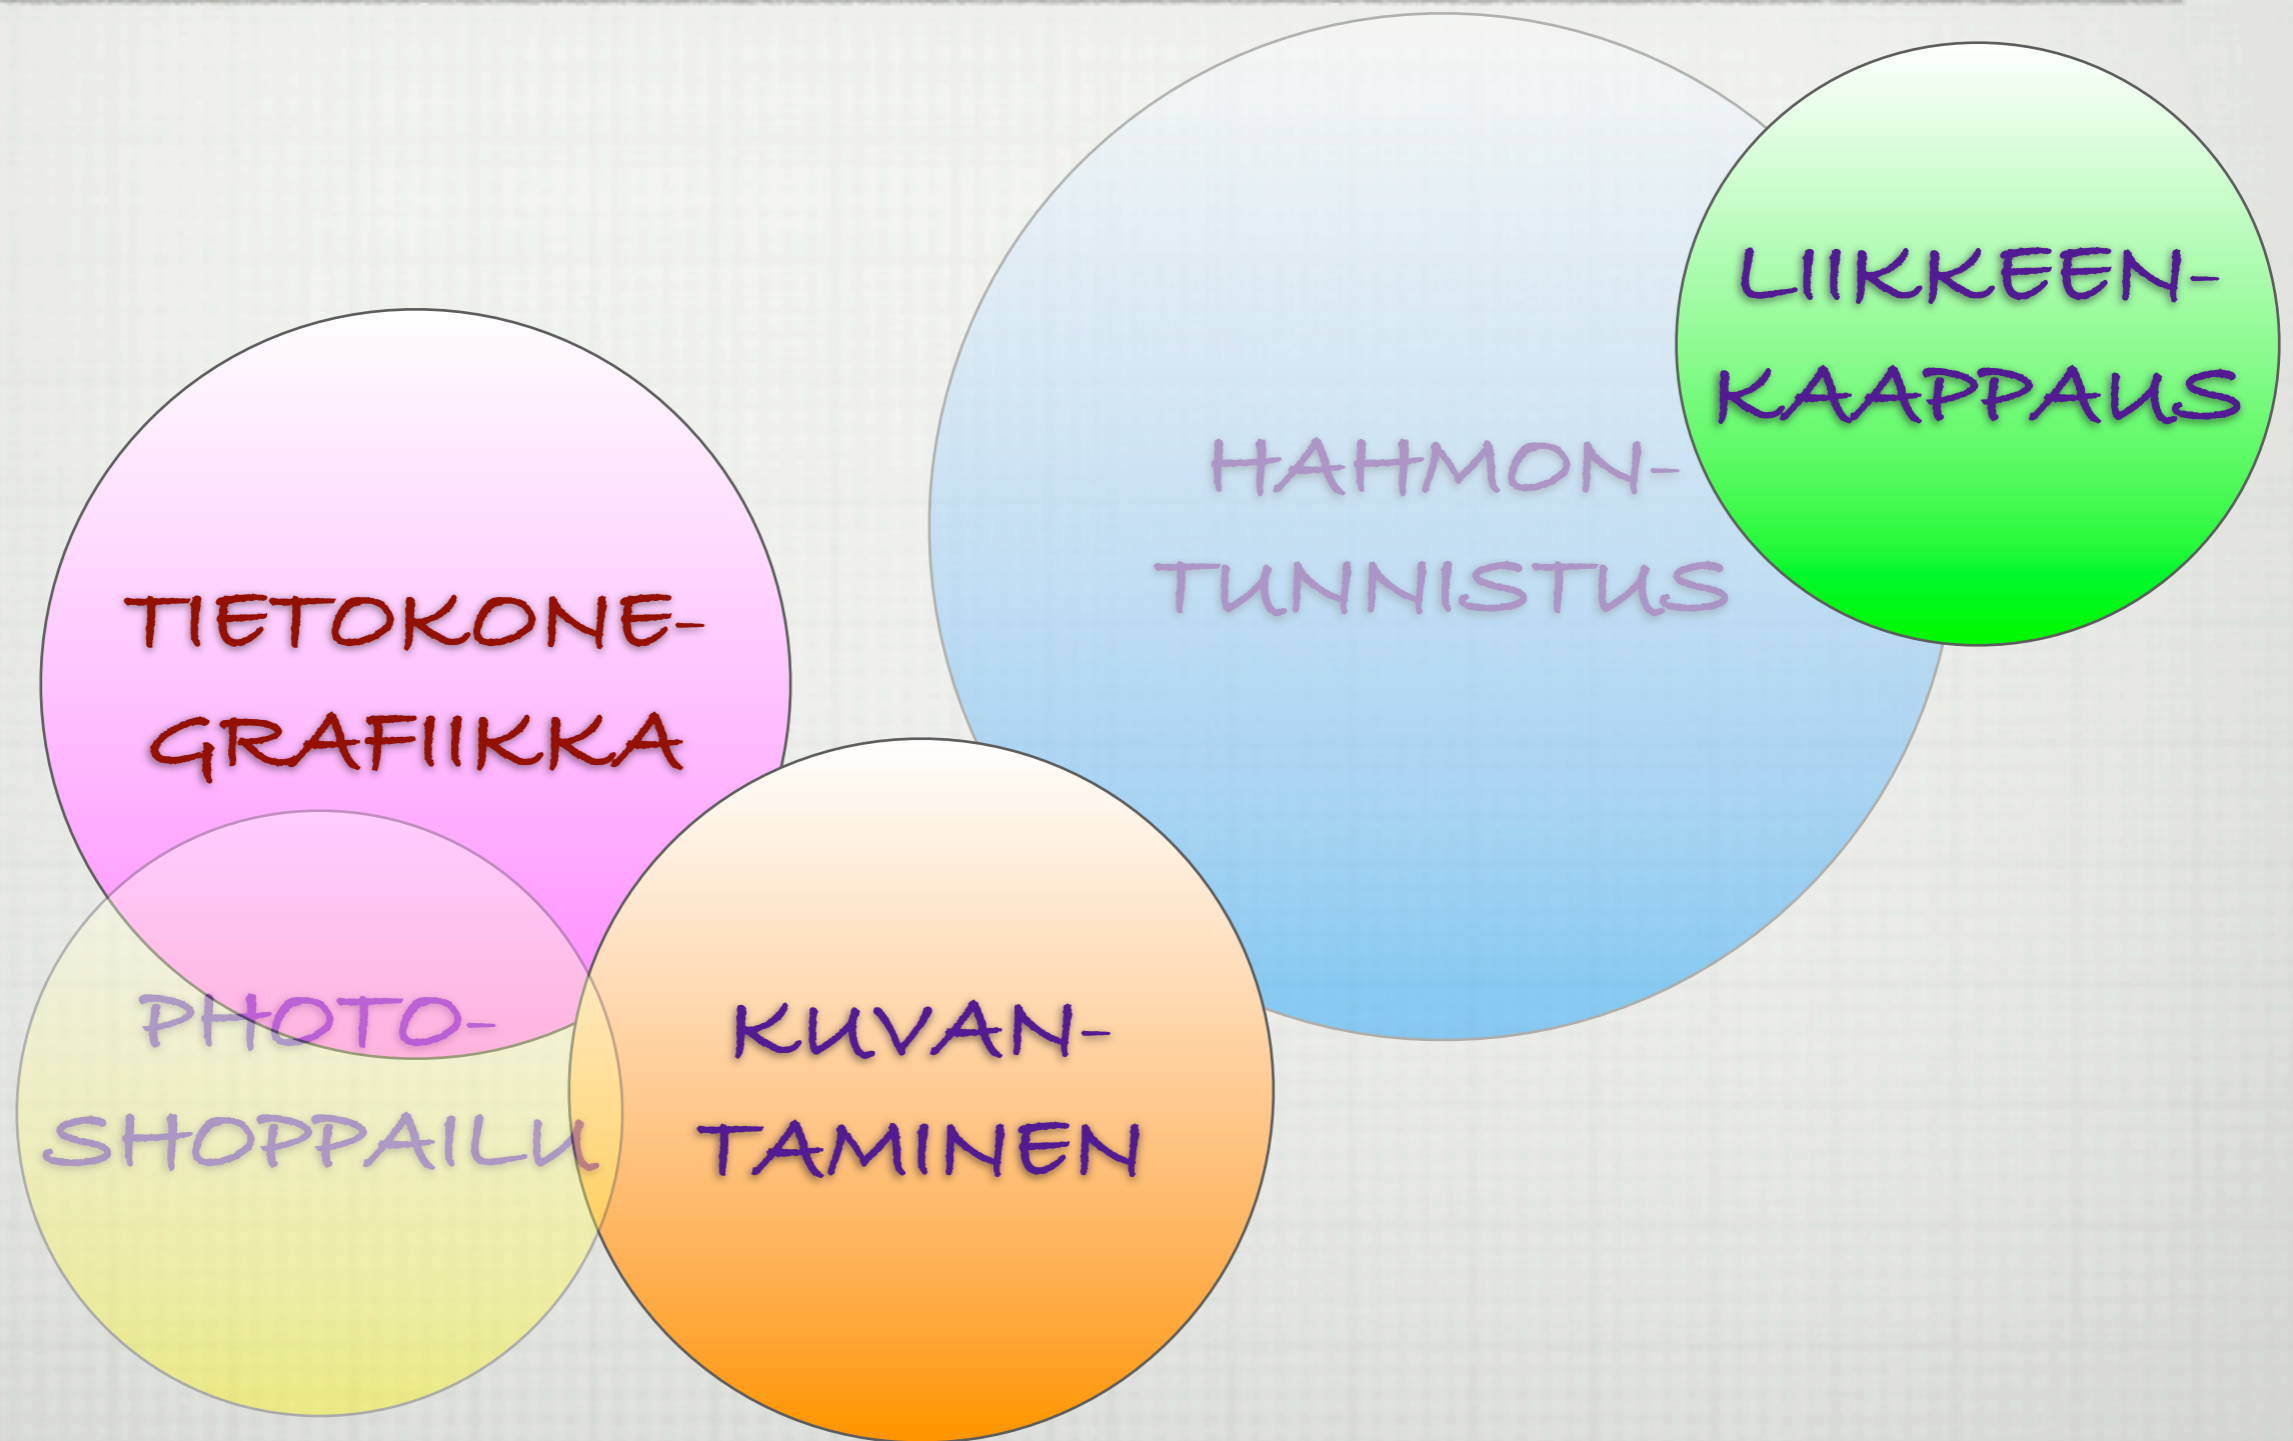 LIIKKEEN-
KAAPPAUS
HAHMON-
TUNNISTUS
TIETOKONE-
GRAFIIKKA
PHOTO-
SHOPPAILU
KUVAN-
TAMINEN